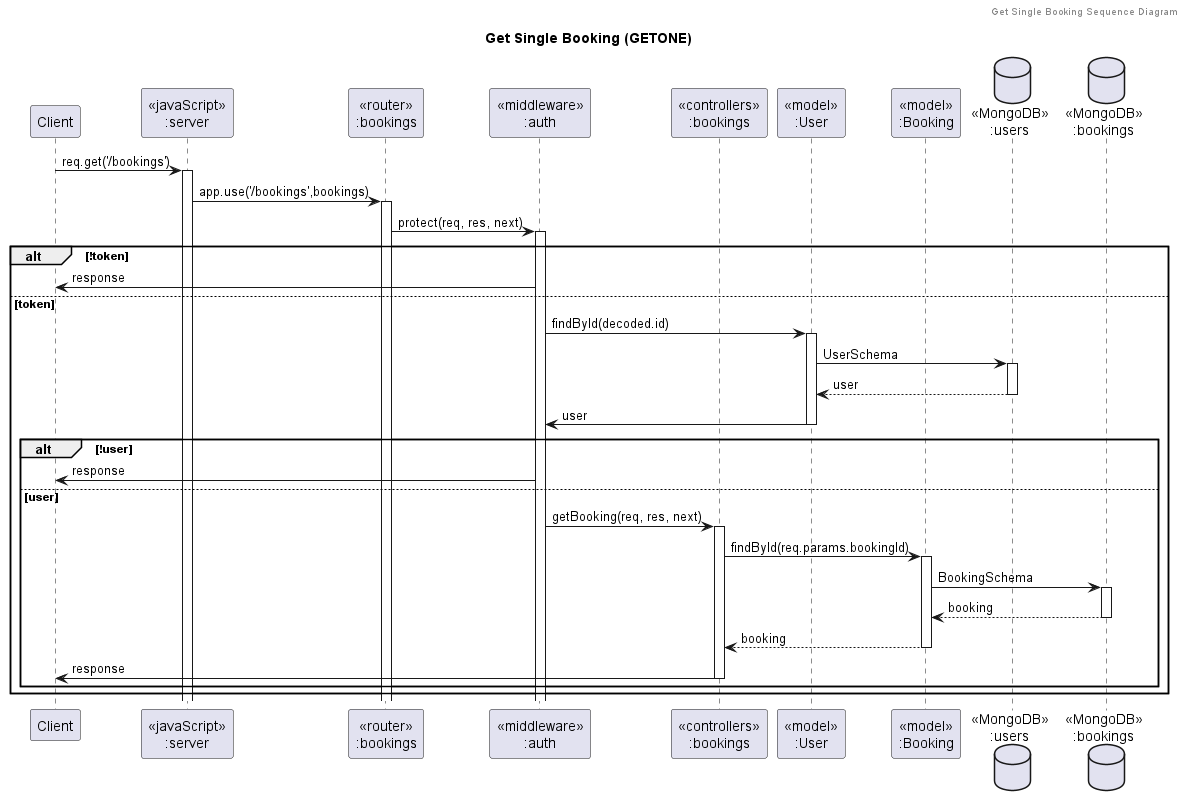 Get Single Booking Sequence Diagram
Get Single Booking (GETONE)
Client
«javaScript»
:server
«router»
:bookings
«middleware»
:auth
«controllers»
:bookings
«model»
:User
«model»
:Booking
«MongoDB»
:users
«MongoDB»
:bookings
req.get('/bookings')
app.use('/bookings',bookings)
protect(req, res, next)
alt [!token]
response
[token]
findById(decoded.id)
UserSchema
user
user
alt [!user]
response
[user]
getBooking(req, res, next)
findById(req.params.bookingId)
BookingSchema
booking
booking
response
Client
«javaScript»
:server
«router»
:bookings
«middleware»
:auth
«controllers»
:bookings
«model»
:User
«model»
:Booking
«MongoDB»
:users
«MongoDB»
:bookings